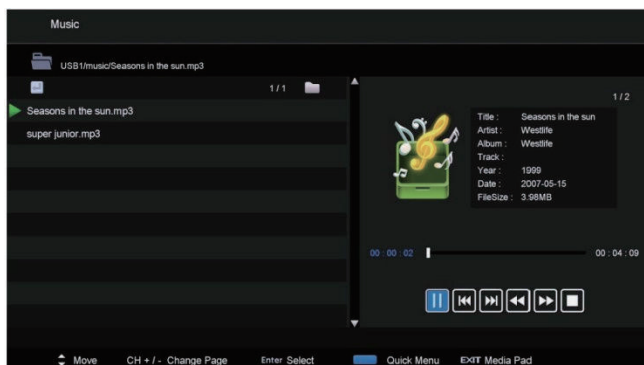 Music
USB1/music/Seasons in the sun.mp3
1/1
Seasons in the sun.mp3
super junior.mp3
1/2
Title : Seasons in the sun
Artist : Westlife
Album : Westlife
Track :
Year : 1999
Date : 2007-05-15
FileSize : 3.98MB
00 : 00 : 02 00 : 04 : 09
Move CH + / - Change Page Enter Select Quick Menu EXIT Media Pad